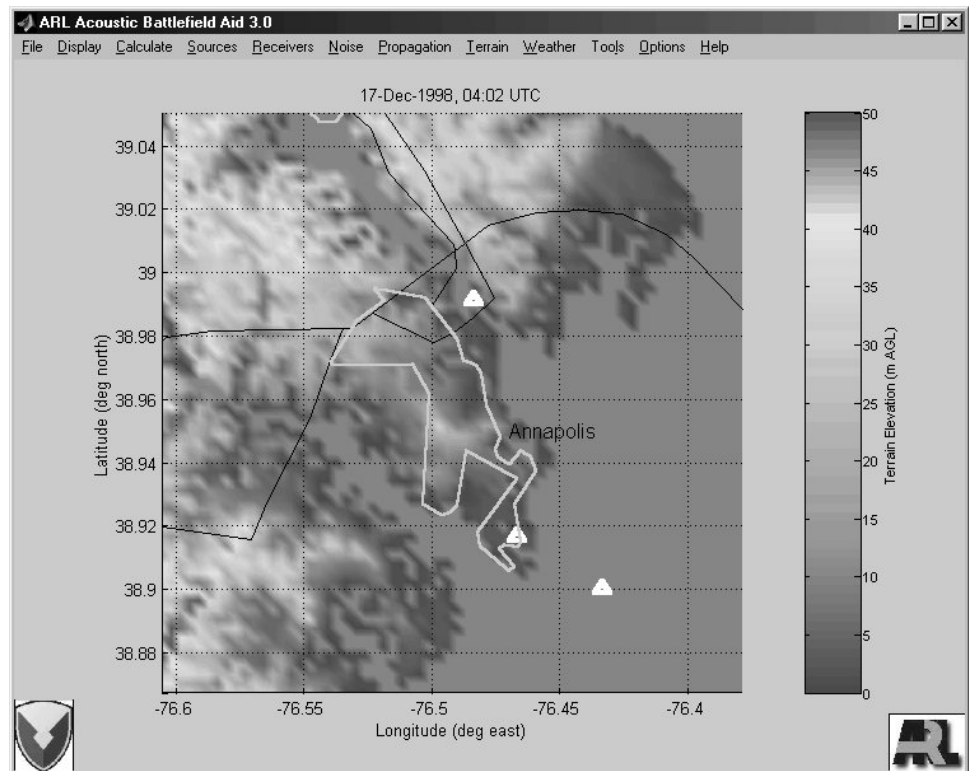 ARL Acoustic Battlefield Aid 3.0
File Display Calculate Sources Receivers Noise Propagation Terrain Weather Tools Options Help
17-Dec-1998, 04:02 UTC
39.04
39.02
39
38.98
38.96
38.94
38.92
38.9
38.88
Latitude (deg north)
Annapolis
-76.6 -76.55 -76.5 -76.45 -76.4
Longitude (deg east)
50
45
40
35
30
25
20
15
10
5
0
Terrain Elevation (m AGL)
ARL